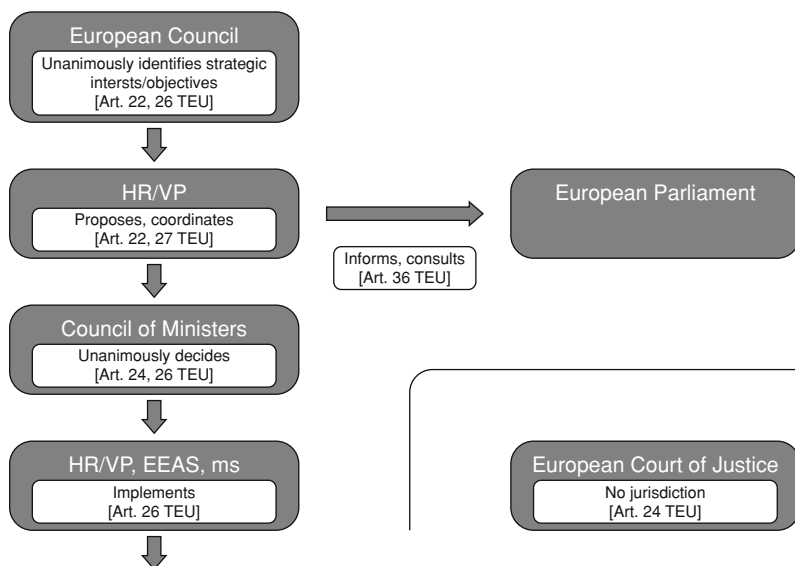 European Council
Unanimously identifies strategic
intersts/objectives
[Art. 22, 26 TEU]
HR/VP
Proposes, coordinates
[Art. 22, 27 TEU]
European Parliament
Informs, consults
[Art. 36 TEU]
Council of Ministers
Unanimously decides
[Art. 24, 26 TEU]
HR/VP, EEAS, ms
Implements
[Art. 26 TEU]
European Court of Justice
No jurisdiction
[Art. 24 TEU]